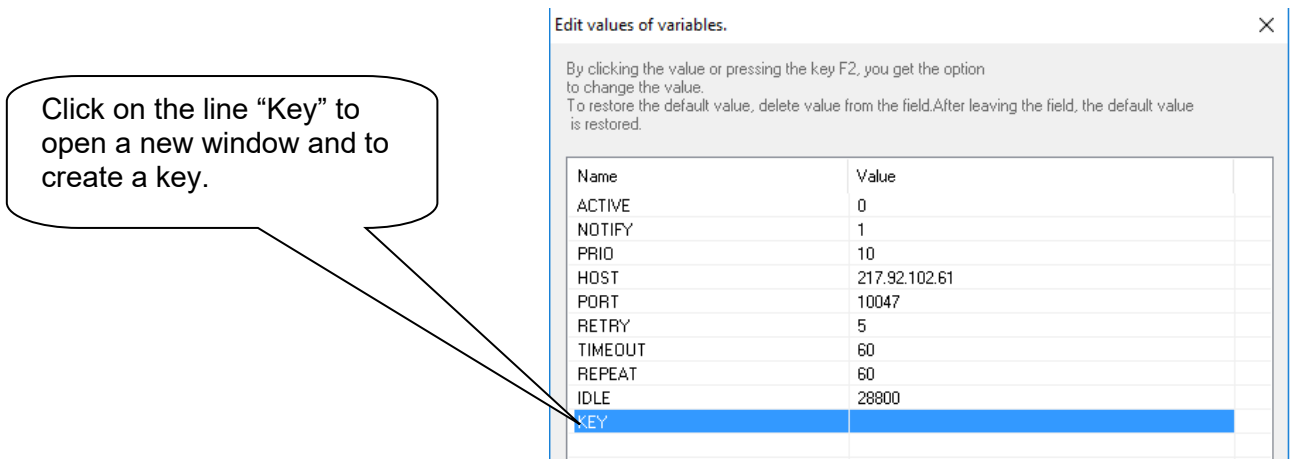 Click on the line “Key” to
open a new window and to
create a key.
Edit values of variables.
By clicking the value or pressing the key F2, you get the option
to change the value.
To restore the default value, delete value from the field.After leaving the field, the default value
is restored.
Name Value
ACTIVE 0
NOTIFY 1
PRIO 10
HOST 217.92.102.61
PORT 10047
RETRY 5
TIMEOUT 60
REPEAT 60
IDLE 28800
KEY